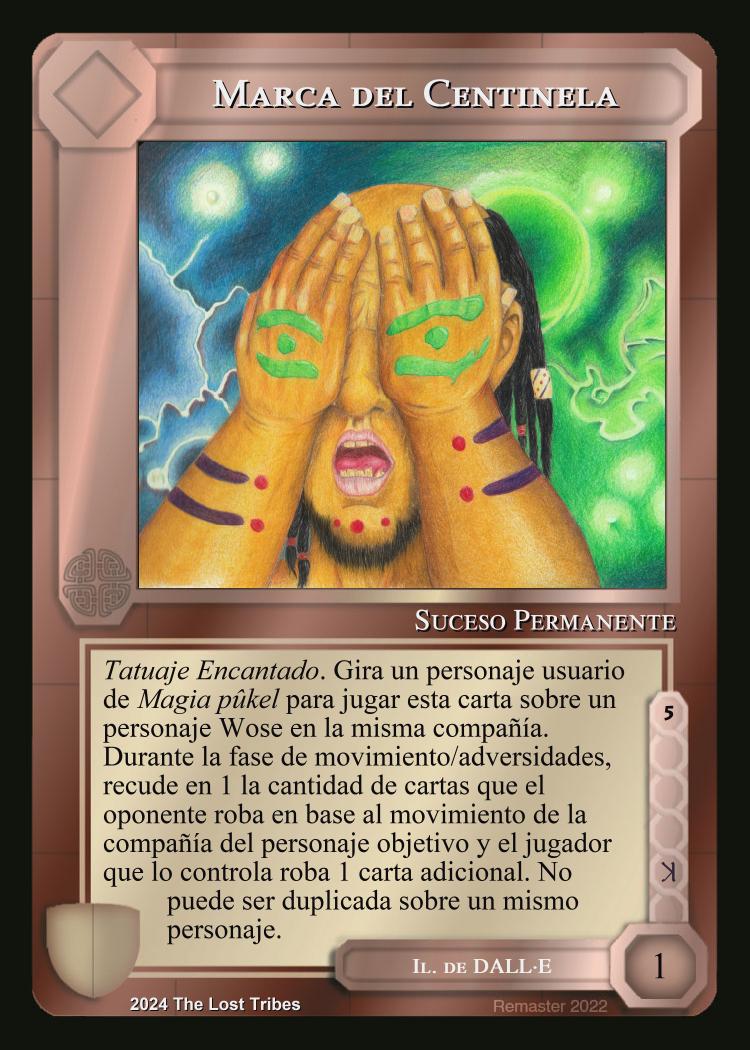 Marca del Centinela
Suceso Permanente
Tatuaje Encantado. Gira un personaje usuario
de Magia pûkel para jugar esta carta sobre un
personaje Wose en la misma compañía.
Durante la fase de movimiento/adversidades,
recude en 1 la cantidad de cartas que el
oponente roba en base al movimiento de la
compañía del personaje objetivo y el jugador
que lo controla roba 1 carta adicional. No
puede ser duplicada sobre un mismo
personaje.
5
Il. de DALL·E
1
2024 The Lost Tribes
Remaster 2022